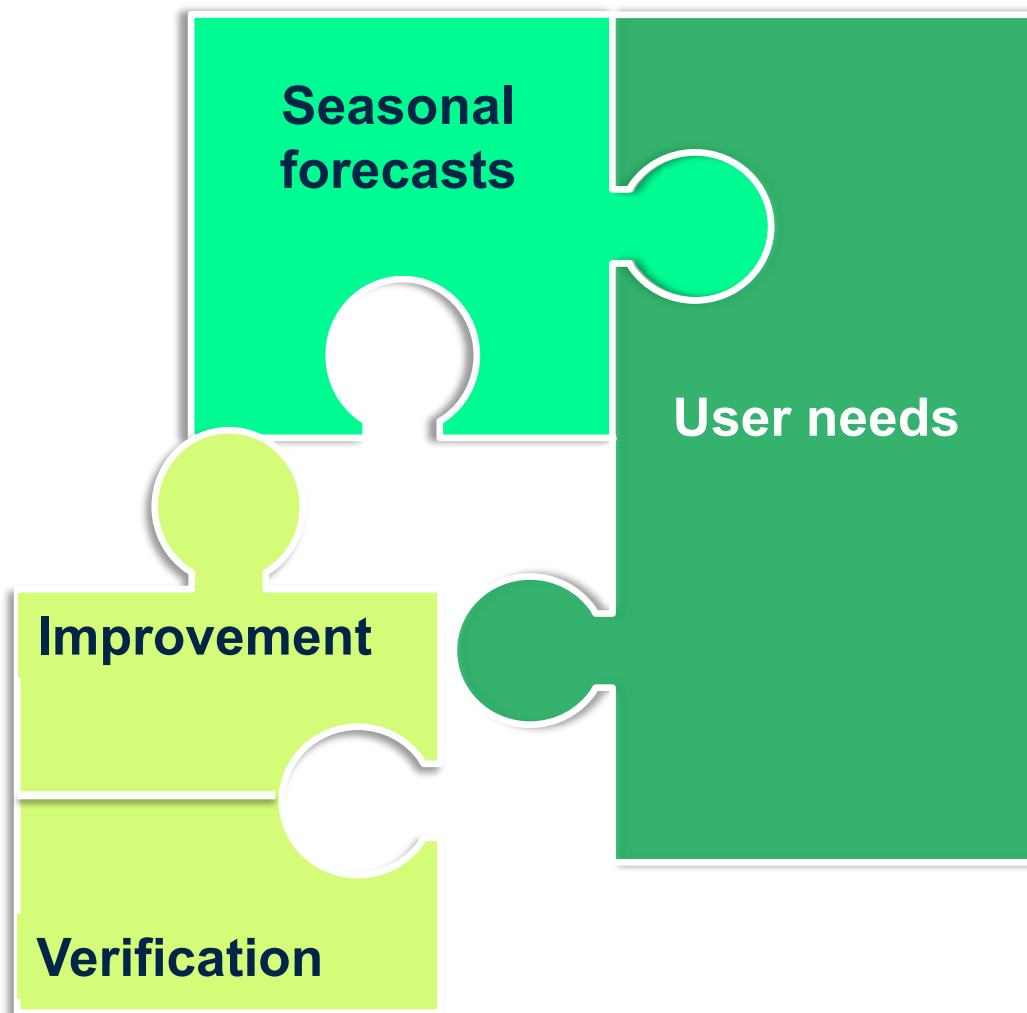 Seasonal
forecasts
User needs
Improvement
Verification